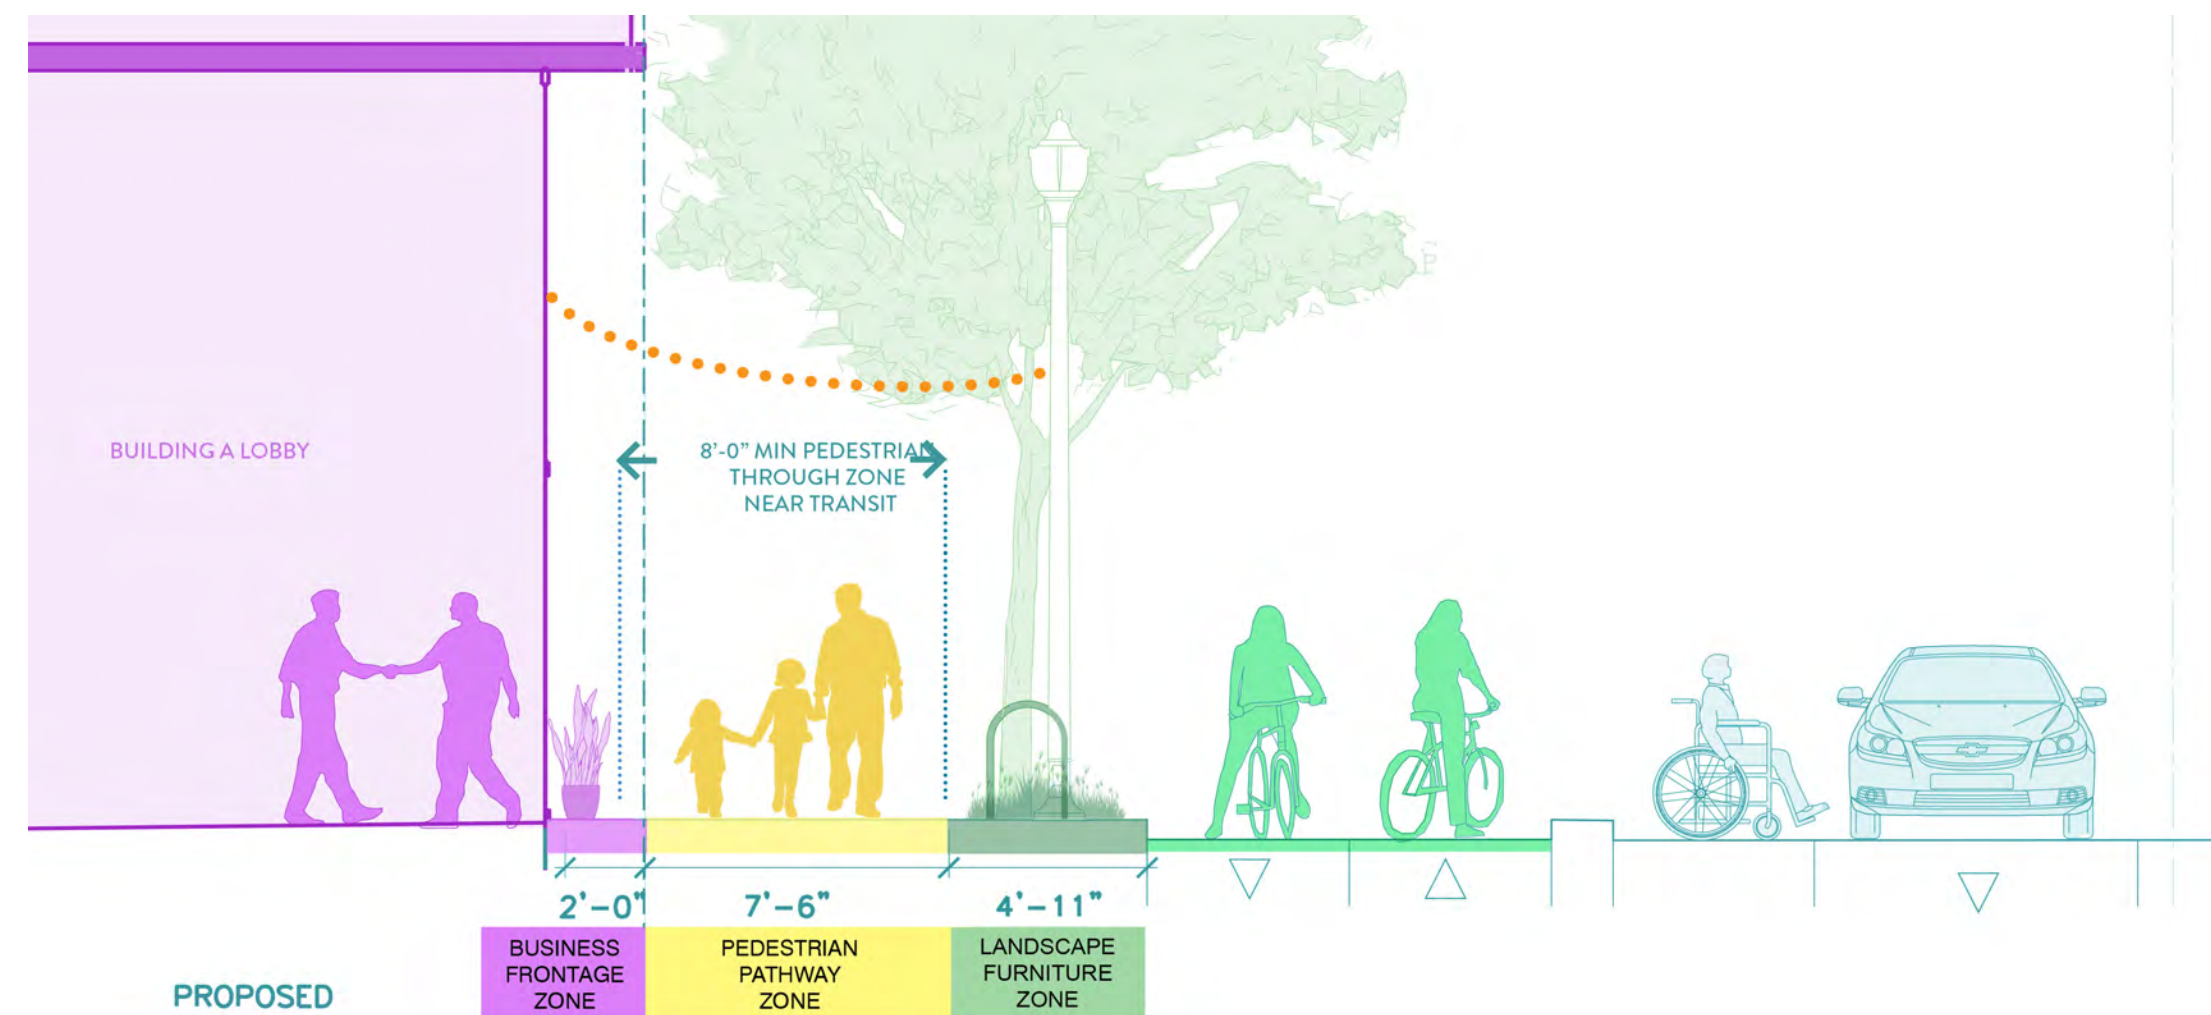 BUILDING A LOBBY
8'-0" MIN PEDESTRIAN
THROUGH ZONE
NEAR TRANSIT
2'-0"
7'-6"
4'-11"
BUSINESS
FRONTAGE
ZONE
PEDESTRIAN
PATHWAY
ZONE
LANDSCAPE
FURNITURE
ZONE
PROPOSED